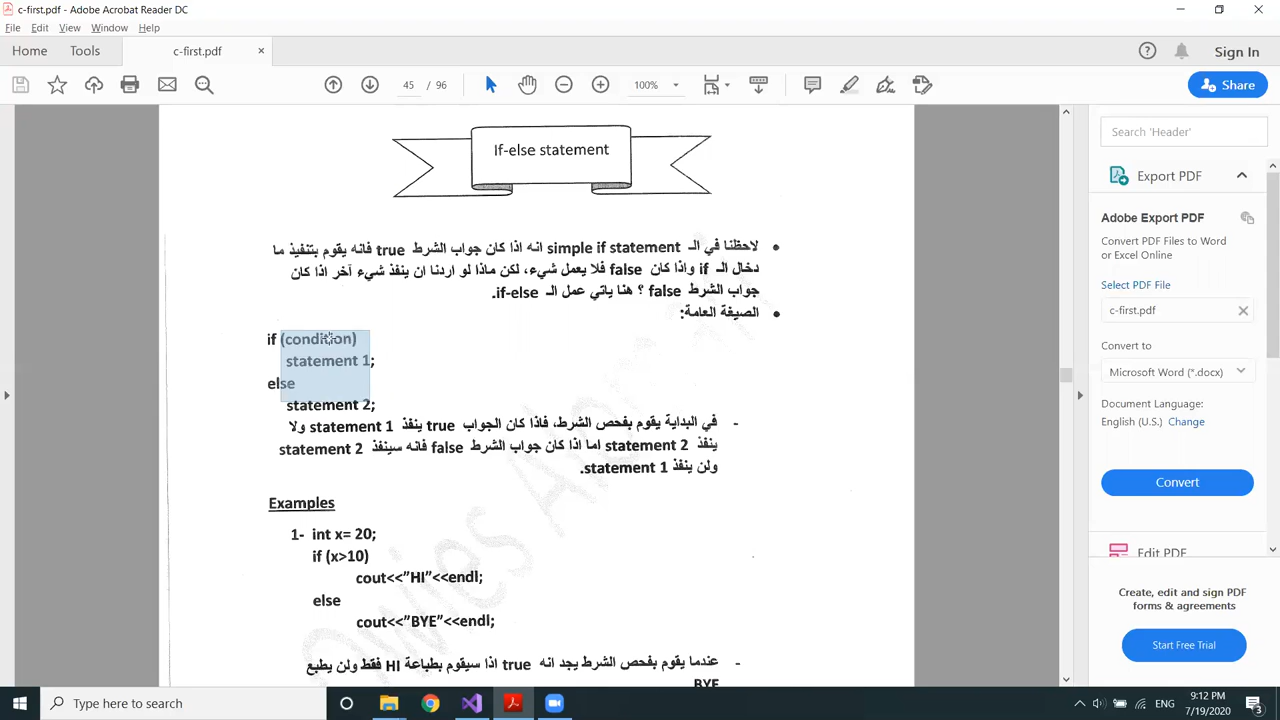 c-first.pdf - Adobe Acrobat Reader DC
File Edit View Window Help
Home Tools c-first.pdf × Sign In
45 / 96 100% Share
If-else statement
• لاحظنا في الـ simple if statement انه اذا كان جواب الشرط true فانه يقوم بتنفيذ ما
دخال الـ if واذا كان false فلا يعمل شيء، لكن ماذا لو اردنا ان ينفذ شيء آخر اذا كان
جواب الشرط false ؟ هنا ياتي عمل الـ if-else.
• الصيغة العامة:
if (condition)
statement 1;
else
statement 2;
- في البداية يقوم بفحص الشرط، فاذا كان الجواب true ينفذ statement 1 ولا
ينفذ statement 2 اما اذا كان جواب الشرط false فانه سينفذ statement 2
ولن ينفذ statement 1.
Examples
1- int x= 20;
if (x>10)
cout<<”HI”<<endl;
else
cout<<”BYE”<<endl;
- عندما يقوم بفحص الشرط يجد انه true اذا سيقوم بطباعة HI فقط ولن يطبع
BYE
Search 'Header'
Export PDF
Adobe Export PDF
Convert PDF Files to Word
or Excel Online
Select PDF File
c-first.pdf
Convert to
Microsoft Word (*.docx)
Document Language:
English (U.S.) Change
Convert
Edit PDF
Create, edit and sign PDF
forms & agreements
Start Free Trial
Type here to search
9:12 PM
7/19/2020
3